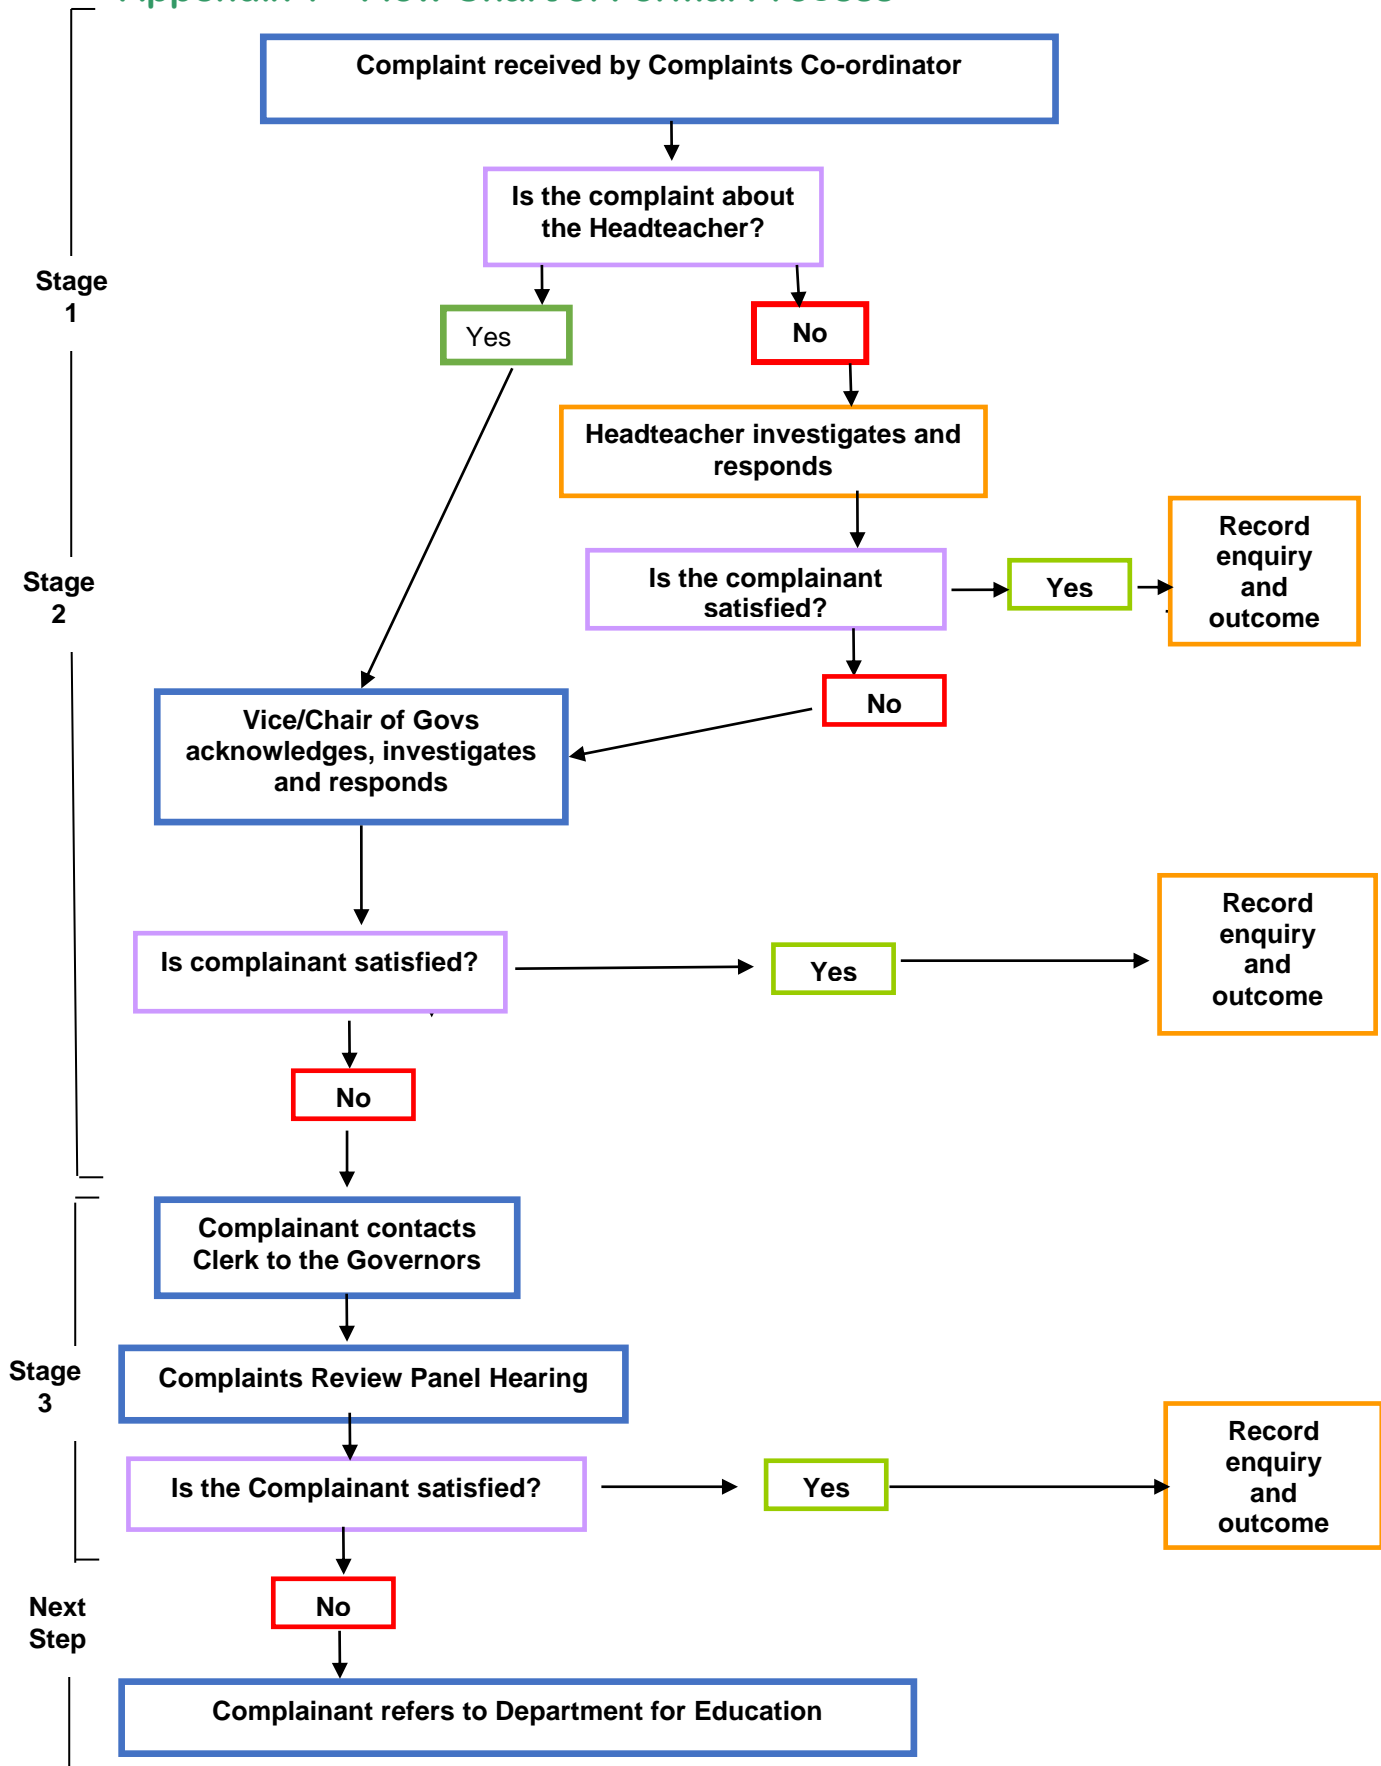 Complaint received by Complaints Co-ordinator
Is the complaint about
the Headteacher?
Stage
1
Yes
No
Headteacher investigates and
responds
Stage
2
Is the complainant
satisfied?
Yes
Record
enquiry
and
outcome
No
Vice/Chair of Govs
acknowledges, investigates
and responds
Is complainant satisfied?
Yes
Record
enquiry
and
outcome
No
Complainant contacts
Clerk to the Governors
Stage
3
Complaints Review Panel Hearing
Is the Complainant satisfied?
Yes
Record
enquiry
and
outcome
Next
Step
No
Complainant refers to Department for Education